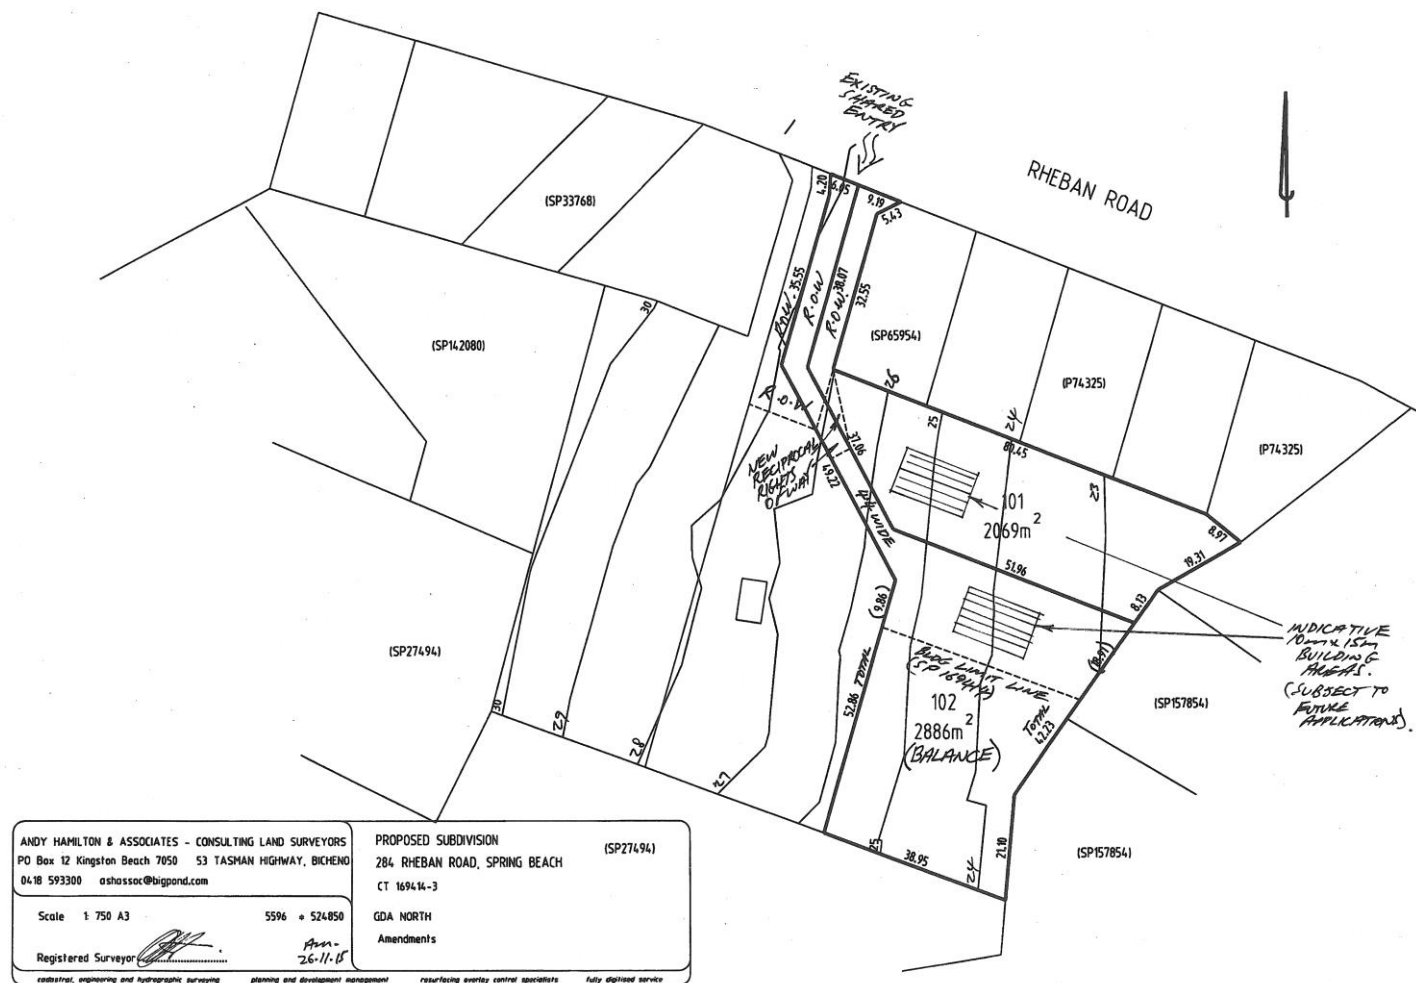 EXISTING
SHARED
ENTRY
RHEBAN ROAD
(SP33768)
4.20
6.05
9.19
5.43
35.55
R.O.W.
R.O.W
38.07
R.O.W.
32.55
30
(SP142080)
(SP65954)
(P74325)
(P74325)
26
25
24
80.45
23
R.O.W
37.06
49.22
NEW
RECIPROCAL
RIGHTS
OF WAY
4.4 WIDE
101
2069m²
8.97
19.31
51.96
8.13
(9.86)
INDICATIVE
10m x 15m
BUILDING
AREAS.
(SUBJECT TO
FUTURE
APPLICATIONS).
(SP27494)
BLDG LIMIT LINE
52.86 TOTAL
102
2886m²
(BALANCE)
TOTAL
42.23
(SP157854)
30
29
28
27
25
38.95
24
21.10
(SP157854)
(SP27494)
ANDY HAMILTON & ASSOCIATES - CONSULTING LAND SURVEYORS
PO Box 12 Kingston Beach 7050 53 TASMAN HIGHWAY, BICHENO
0418 593300 ashassoc@bigpond.com
Scale 1: 750 A3 5596 * 524850
Registered Surveyor
26-11-15
PROPOSED SUBDIVISION
284 RHEBAN ROAD, SPRING BEACH
CT 169414-3
GDA NORTH
Amendments
cadastral, engineering and hydrographic surveying planning and development management resurfacing overlay control specialists fully digitised service